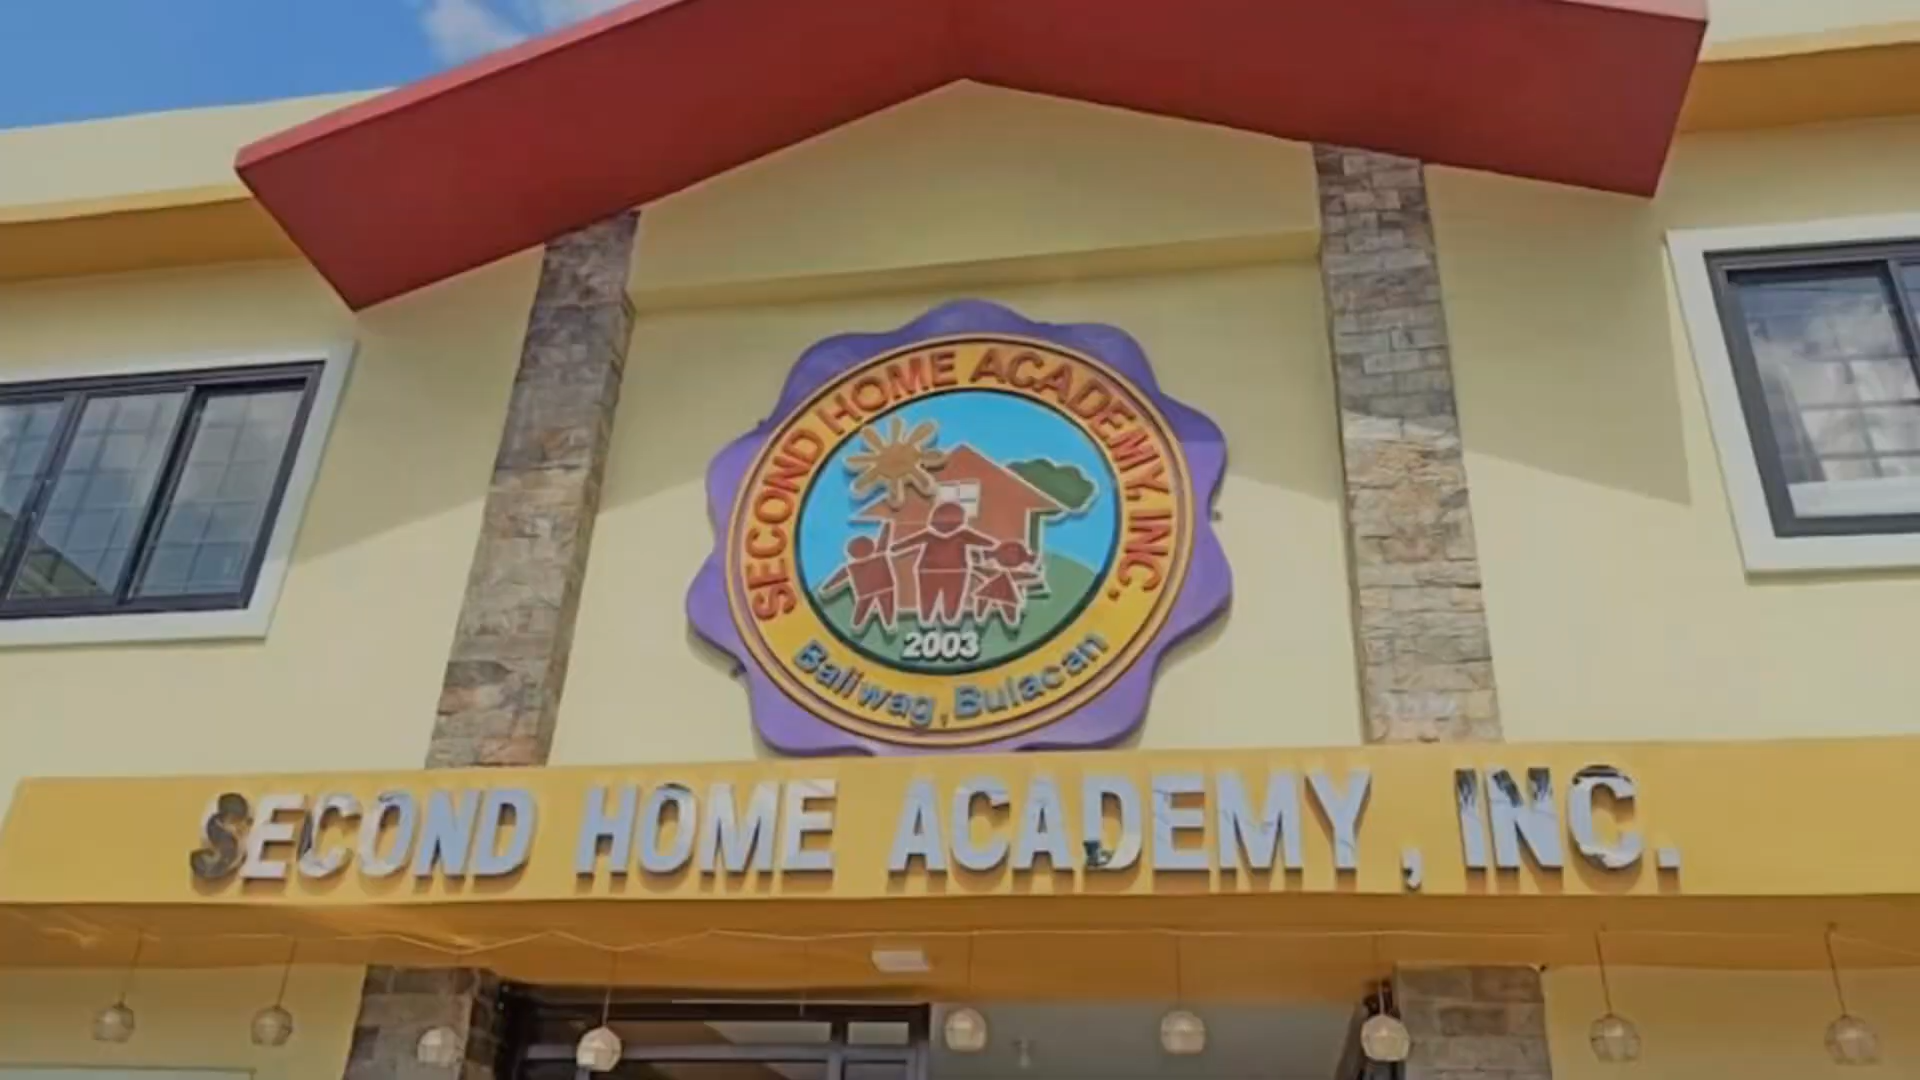 SECOND HOME ACADEMY, INC.,
2003
Baliwag, Bulacan
SECOND HOME ACADEMY, INC.